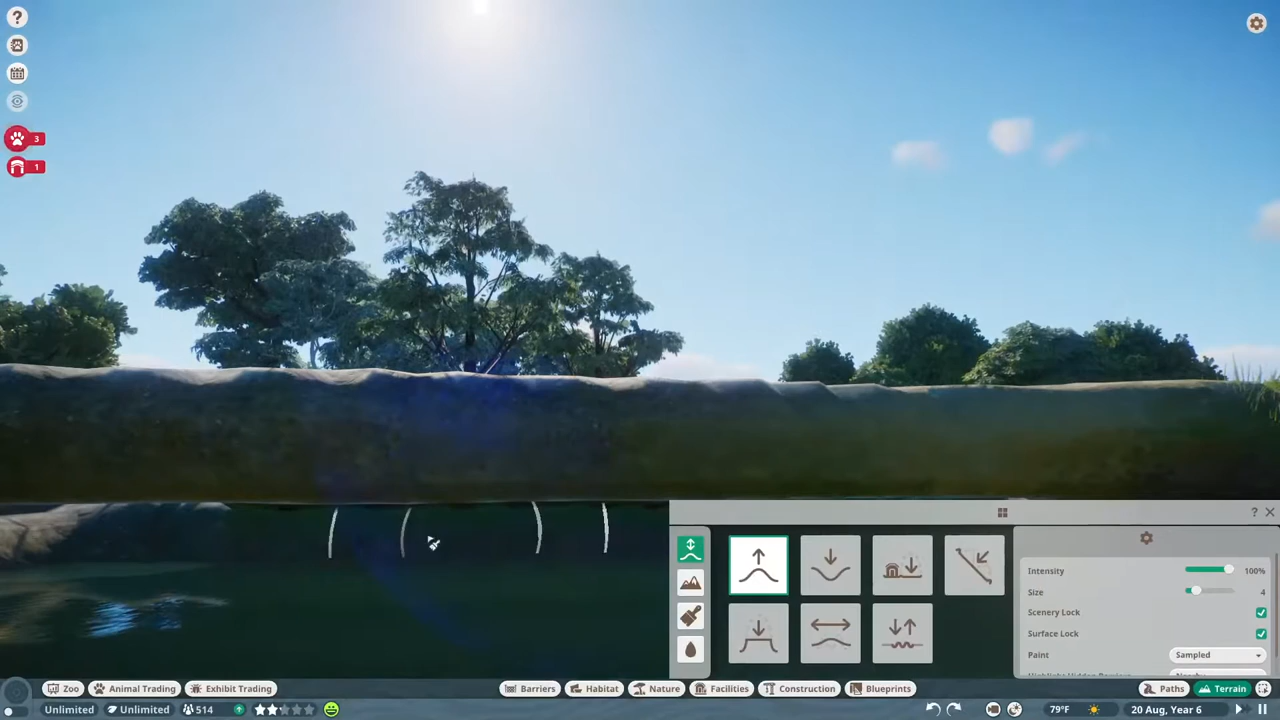 ?
3
1
?
Intensity 100%
Size 4
Scenery Lock
Surface Lock
Paint Sampled
Zoo Animal Trading Exhibit Trading Barriers Habitat Nature Facilities Construction Blueprints Paths Terrain
Unlimited Unlimited 514 79°F 20 Aug, Year 6